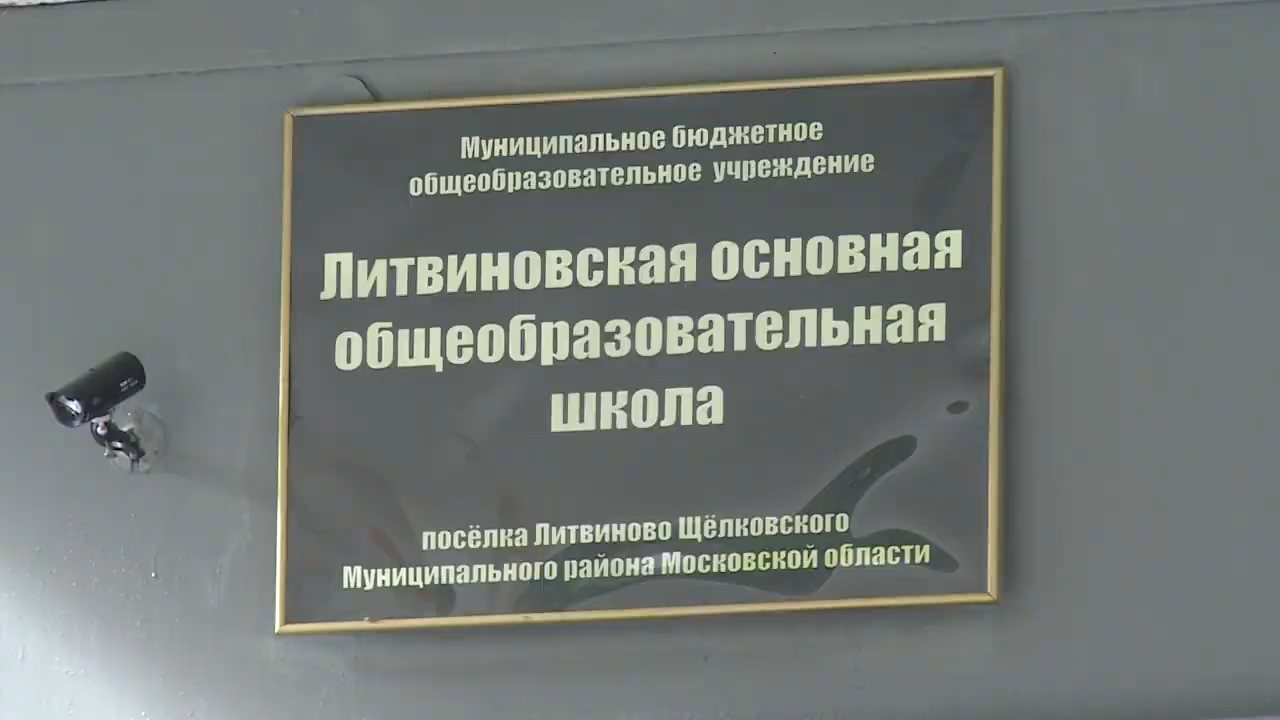 Муниципальное бюджетное
общеобразовательное учреждение
Литвиновская основная
общеобразовательная
школа
посёлка Литвиново Щёлковского
Муниципального района Московской области